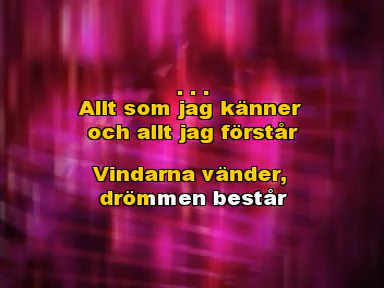 . . .
Allt som jag känner
och allt jag förstår
Vindarna vänder,
drömmen består